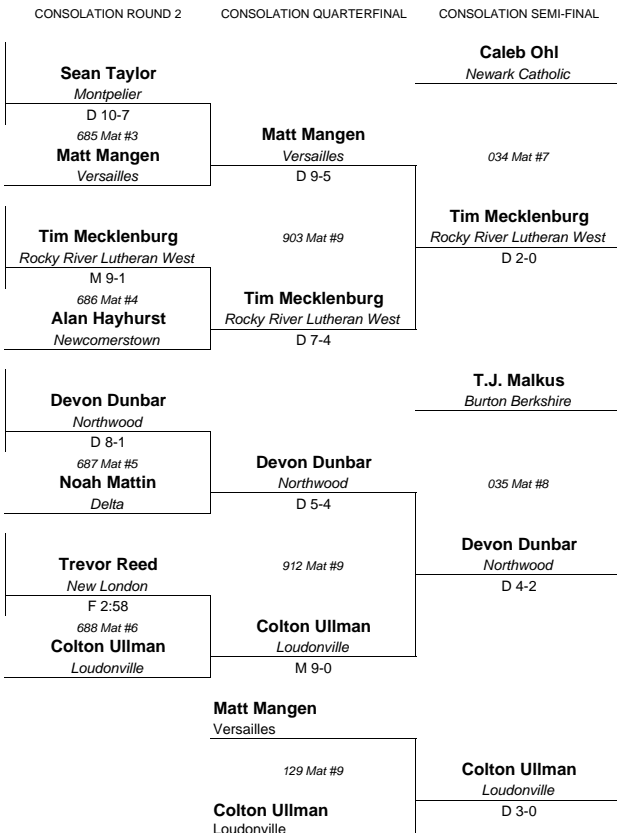 CONSOLATION ROUND 2 CONSOLATION QUARTERFINAL CONSOLATION SEMI-FINAL
Caleb Ohl
Newark Catholic
Sean Taylor
Montpelier
D 10-7
685 Mat #3
Matt Mangen
Versailles
Matt Mangen
Versailles
D 9-5
034 Mat #7
Tim Mecklenburg
Rocky River Lutheran West
M 9-1
686 Mat #4
Alan Hayhurst
Newcomerstown
903 Mat #9
Tim Mecklenburg
Rocky River Lutheran West
D 7-4
Tim Mecklenburg
Rocky River Lutheran West
D 2-0
T.J. Malkus
Burton Berkshire
Devon Dunbar
Northwood
D 8-1
687 Mat #5
Noah Mattin
Delta
Devon Dunbar
Northwood
D 5-4
035 Mat #8
Trevor Reed
New London
F 2:58
688 Mat #6
Colton Ullman
Loudonville
912 Mat #9
Colton Ullman
Loudonville
M 9-0
Devon Dunbar
Northwood
D 4-2
Matt Mangen
Versailles
129 Mat #9
Colton Ullman
Loudonville
Colton Ullman
Loudonville
D 3-0